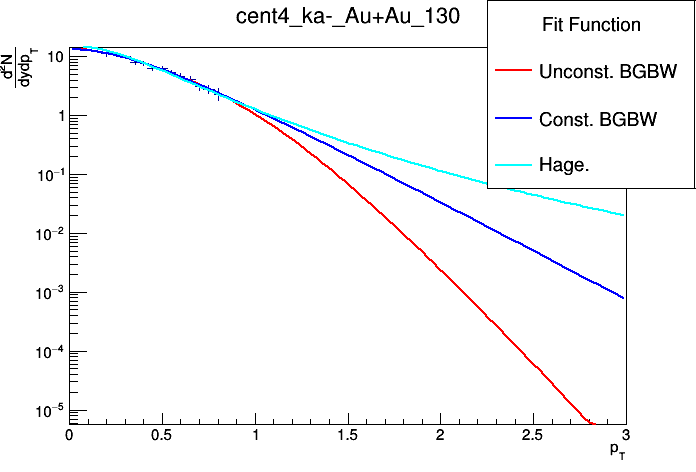 cent4_ka-_Au+Au_130
Fit Function
Unconst. BGBW
Const. BGBW
Hage.
d²N
dydp_T
10
1
10⁻¹
10⁻²
10⁻³
10⁻⁴
10⁻⁵
0 0.5 1 1.5 2 2.5 3
p_T